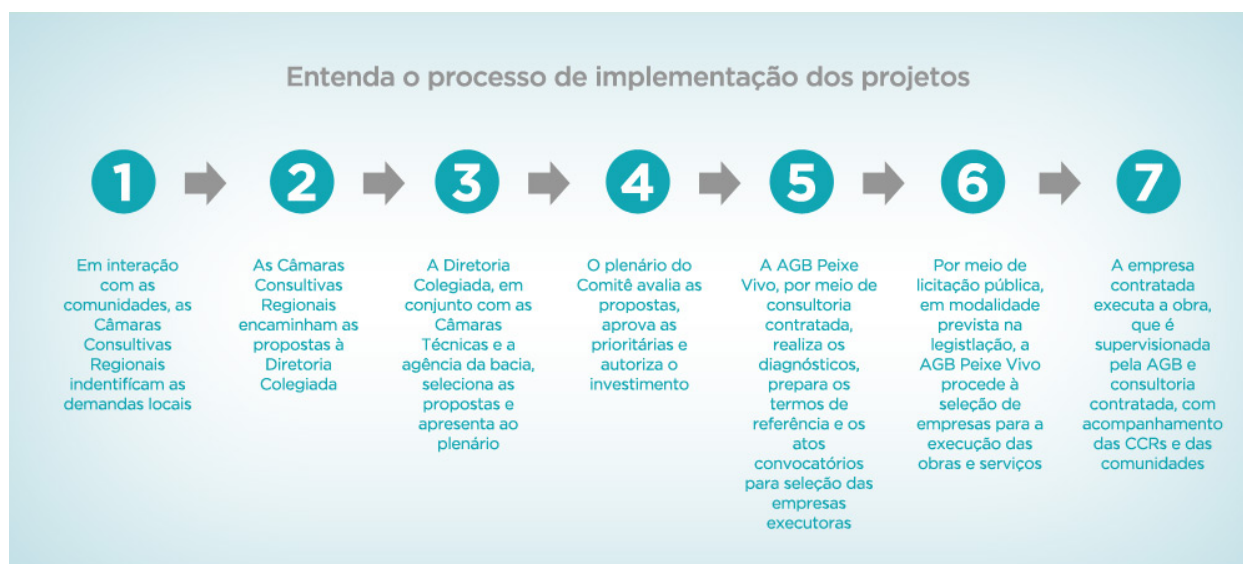 Entenda o processo de implementação dos projetos
1
Em interação
com as
comunidades, as
Câmaras
Consultivas
Regionais
indentifícam as
demandas locais
2
As Câmaras
Consultivas
Regionais
encaminham as
propostas à
Diretoria
Colegiada
3
A Diretoria
Colegiada, em
conjunto com as
Câmaras
Técnicas e a
agência da bacia,
seleciona as
propostas e
apresenta ao
plenário
4
O plenário do
Comitê avalia as
propostas,
aprova as
prioritárias e
autoriza o
investimento
5
A AGB Peixe
Vivo, por meio de
consultoria
contratada,
realiza os
diagnósticos,
prepara os
termos de
referência e os
atos
convocatórios
para seleção das
empresas
executoras
6
Por meio de
licitação pública,
em modalidade
prevista na
legistlação, a
AGB Peixe Vivo
procede à
seleção de
empresas para a
execução das
obras e serviços
7
A empresa
contratada
executa a obra,
que é
supervisionada
pela AGB e
consultoria
contratada, com
acompanhamento
das CCRs e das
comunidades